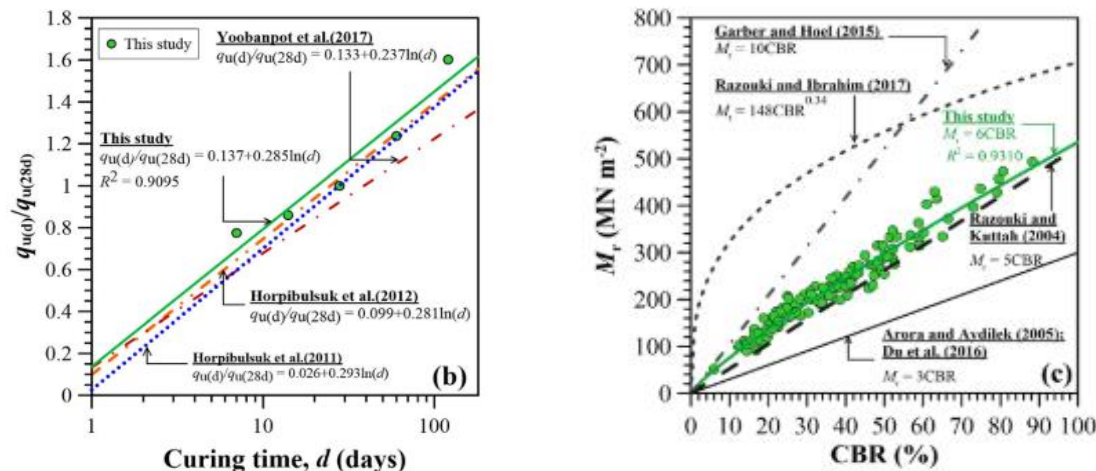 1.8
1.6
1.4
1.2
1
0.8
0.6
0.4
0.2
0
qu(d)/qu(28d)
This study
Yoobanpot et al.(2017)
qu(d)/qu(28d) = 0.133+0.237ln(d)
This study
qu(d)/qu(28d) = 0.137+0.285ln(d)
R² = 0.9095
Horpibulsuk et al.(2012)
qu(d)/qu(28d) = 0.099+0.281ln(d)
Horpibulsuk et al.(2011)
qu(d)/qu(28d) = 0.026+0.293ln(d)
(b)
1 10 100
Curing time, d (days)
800
700
600
500
400
300
200
100
0
Mr (MN m-2)
Garber and Hoel (2015)
Mr = 10CBR
Razouki and Ibrahim (2017)
Mr = 148CBR^0.34
This study
Mr = 6CBR
R² = 0.9310
Razouki and
Kuttah (2004)
Mr = 5CBR
Arora and Aydilek (2005);
Du et al. (2016)
Mr = 3CBR
(c)
0 10 20 30 40 50 60 70 80 90 100
CBR (%)